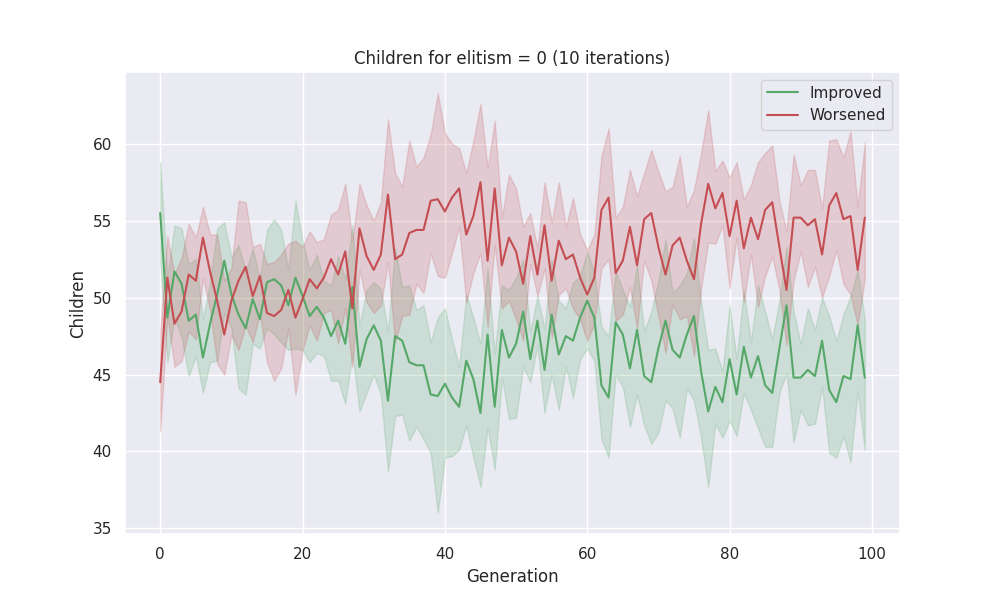 Children for elitism = 0 (10 iterations)
Improved
Worsened
60
55
50
45
40
35
Children
0 20 40 60 80 100
Generation